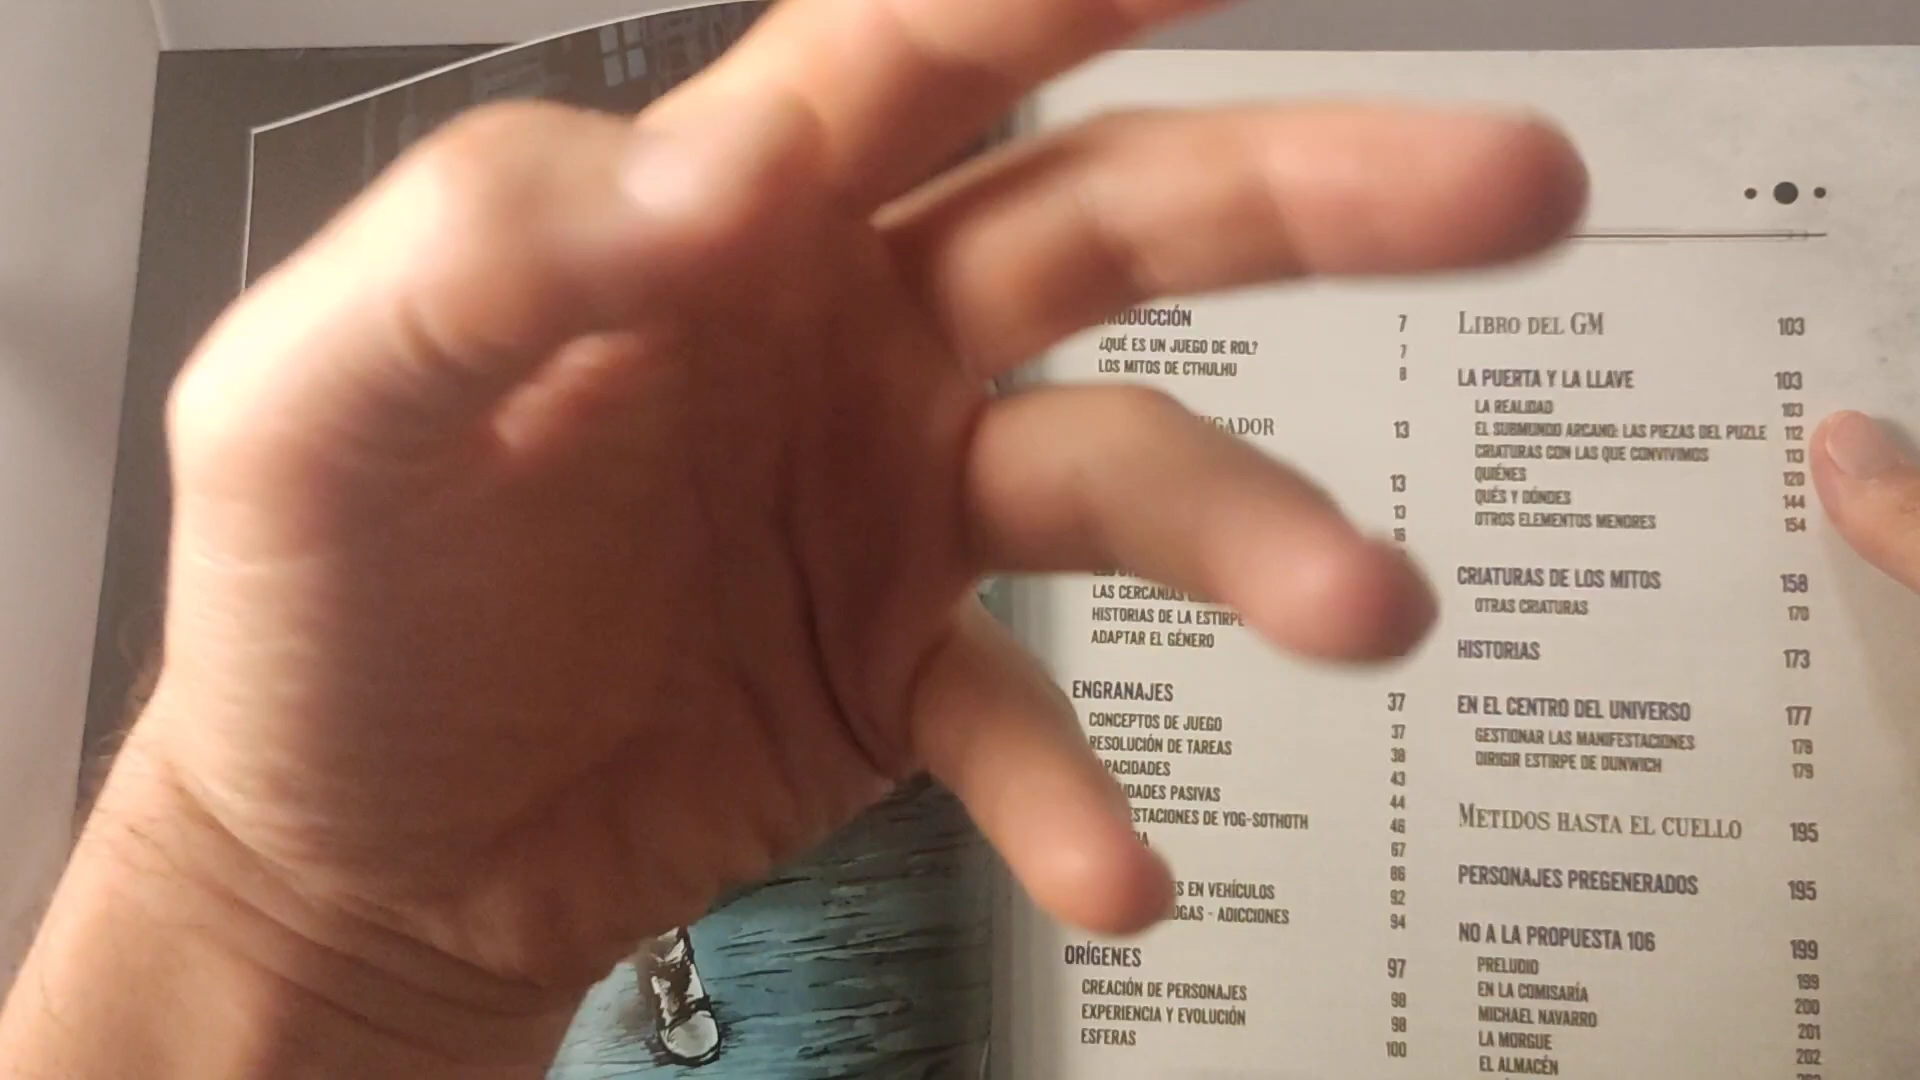 ¿QUÉ ES UN JUEGO DE ROL? 7
LOS MITOS DE CTHULHU 8
13
13
13
LAS CERCANÍAS
HISTORIAS DE LA ESTIRPE
ADAPTAR EL GÉNERO
ENGRANAJES 37
CONCEPTOS DE JUEGO 37
RESOLUCIÓN DE TAREAS 38
43
PASIVAS 44
DE YOG-SOTHOTH 46
67
86
EN VEHÍCULOS 92
- ADICCIONES 94
ORÍGENES 97
CREACIÓN DE PERSONAJES 98
EXPERIENCIA Y EVOLUCIÓN 98
ESFERAS 100
LIBRO DEL GM 103
LA PUERTA Y LA LLAVE 103
LA REALIDAD 103
EL SUBMUNDO ARCANO: LAS PIEZAS DEL PUZLE 112
CRIATURAS CON LAS QUE CONVIVIMOS 113
QUIÉNES 120
QUÉS Y DÓNDES 144
OTROS ELEMENTOS MENORES 154
CRIATURAS DE LOS MITOS 158
OTRAS CRIATURAS 170
HISTORIAS 173
EN EL CENTRO DEL UNIVERSO 177
GESTIONAR LAS MANIFESTACIONES 178
DIRIGIR ESTIRPE DE DUNWICH 179
METIDOS HASTA EL CUELLO 195
PERSONAJES PREGENERADOS 195
NO A LA PROPUESTA 106 199
PRELUDIO 199
EN LA COMISARÍA 200
MICHAEL NAVARRO 201
LA MORGUE 202
EL ALMACÉN